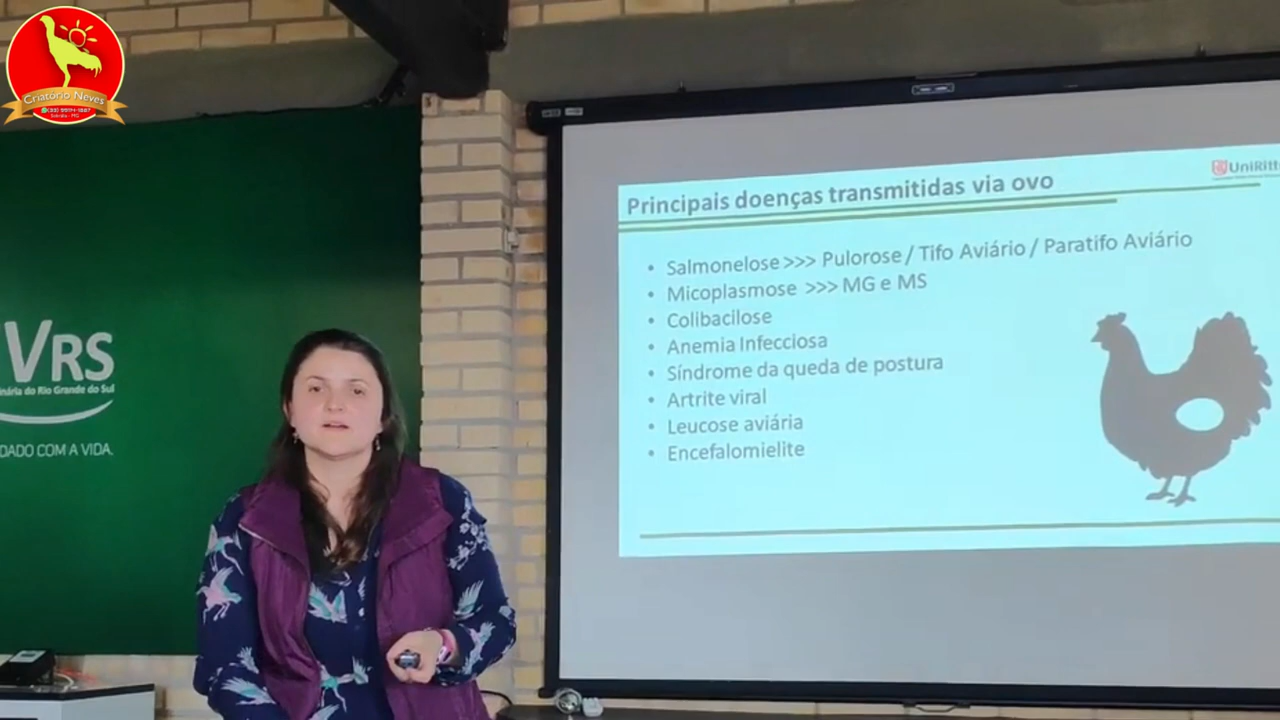 Criatório Neves
Principais doenças transmitidas via ovo
UniRitt
• Salmonelose >>> Pulorose / Tifo Aviário / Paratifo Aviário
• Micoplasmose >>> MG e MS
• Colibacilose
• Anemia Infecciosa
• Síndrome da queda de postura
• Artrite viral
• Leucose aviária
• Encefalomielite
VRS
inária do Rio Grande do Sul
DADO COM A VIDA.